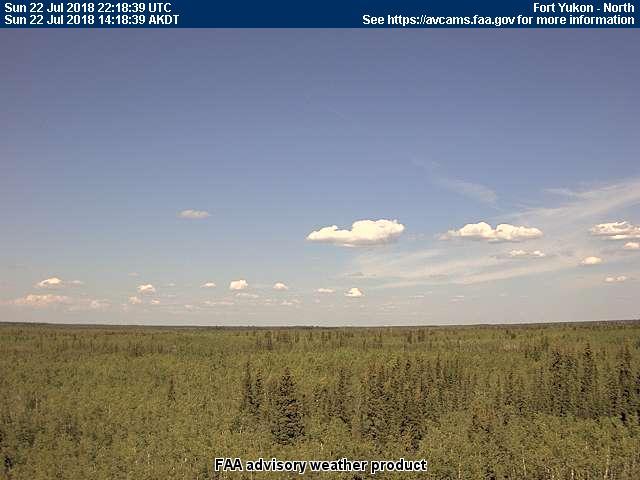 Sun 22 Jul 2018 22:18:39 UTC Fort Yukon - North
Sun 22 Jul 2018 14:18:39 AKDT See https://avcams.faa.gov for more information
FAA advisory weather product